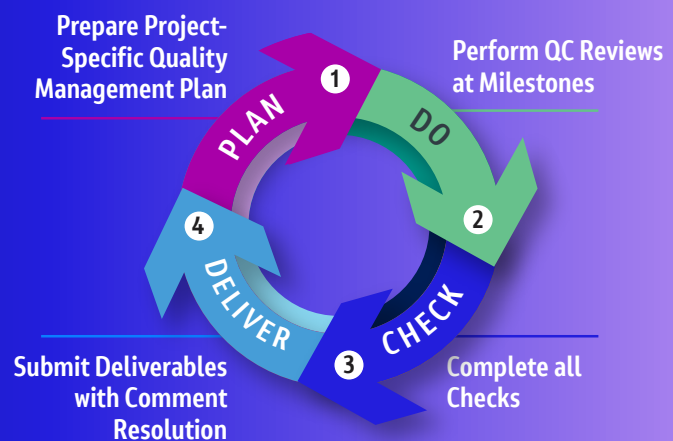 Prepare Project-
Specific Quality
Management Plan
Perform QC Reviews
at Milestones
1
PLAN
DO
2
4
DELIVER
CHECK
3
Submit Deliverables
with Comment
Resolution
Complete all
Checks